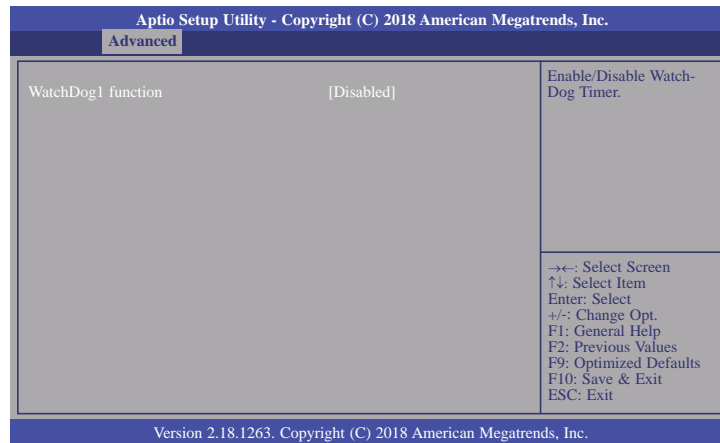 Aptio Setup Utility - Copyright (C) 2018 American Megatrends, Inc.
Advanced
WatchDog1 function [Disabled]
Enable/Disable Watch-
Dog Timer.
→←: Select Screen
↑↓: Select Item
Enter: Select
+/-: Change Opt.
F1: General Help
F2: Previous Values
F9: Optimized Defaults
F10: Save & Exit
ESC: Exit
Version 2.18.1263. Copyright (C) 2018 American Megatrends, Inc.